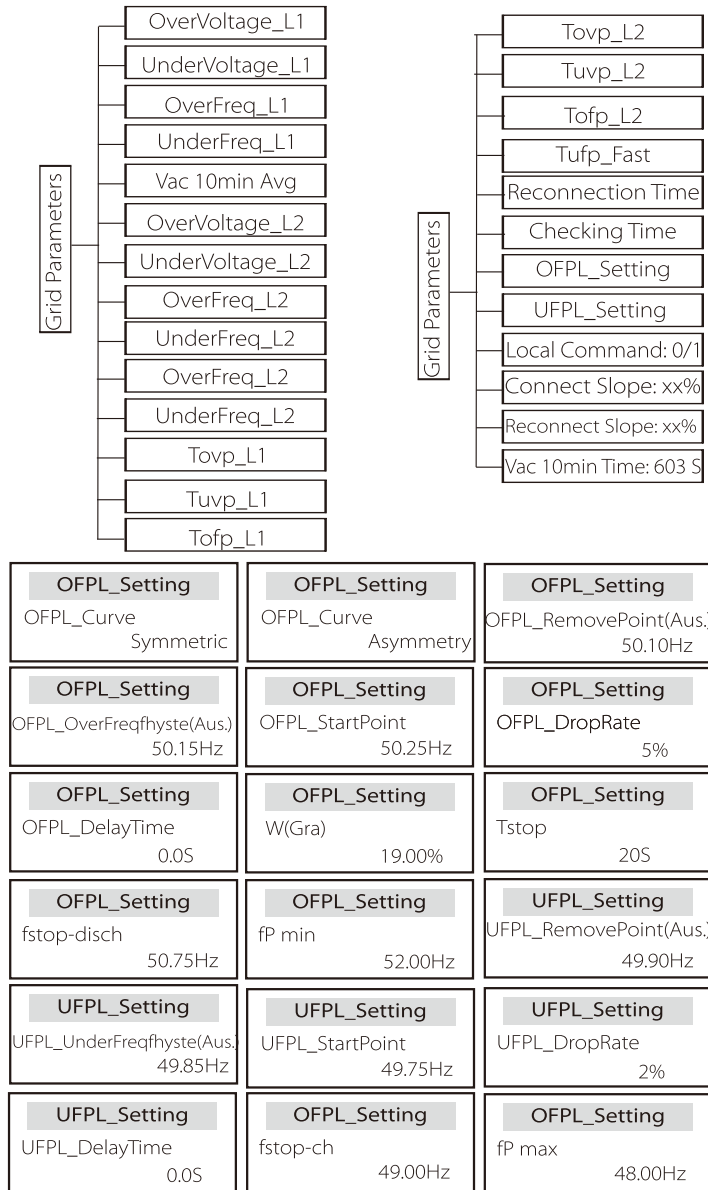 Grid Parameters
OverVoltage_L1
UnderVoltage_L1
OverFreq_L1
UnderFreq_L1
Vac 10min Avg
OverVoltage_L2
UnderVoltage_L2
OverFreq_L2
UnderFreq_L2
OverFreq_L2
UnderFreq_L2
Tovp_L1
Tuvp_L1
Tofp_L1
Grid Parameters
Tovp_L2
Tuvp_L2
Tofp_L2
Tufp_Fast
Reconnection Time
Checking Time
OFPL_Setting
UFPL_Setting
Local Command: 0/1
Connect Slope: xx%
Reconnect Slope: xx%
Vac 10min Time: 603 S
OFPL_Setting
OFPL_Curve
Symmetric
OFPL_Setting
OFPL_Curve
Asymmetry
OFPL_Setting
OFPL_RemovePoint(Aus.)
50.10Hz
OFPL_Setting
OFPL_OverFreqfhyste(Aus.)
50.15Hz
OFPL_Setting
OFPL_StartPoint
50.25Hz
OFPL_Setting
OFPL_DropRate
5%
OFPL_Setting
OFPL_DelayTime
0.0S
OFPL_Setting
W(Gra)
19.00%
OFPL_Setting
Tstop
20S
OFPL_Setting
fstop-disch
50.75Hz
OFPL_Setting
fP min
52.00Hz
UFPL_Setting
UFPL_RemovePoint(Aus.)
49.90Hz
UFPL_Setting
UFPL_UnderFreqfhyste(Aus.)
49.85Hz
UFPL_Setting
UFPL_StartPoint
49.75Hz
UFPL_Setting
UFPL_DropRate
2%
UFPL_Setting
UFPL_DelayTime
0.0S
OFPL_Setting
fstop-ch
49.00Hz
OFPL_Setting
fP max
48.00Hz